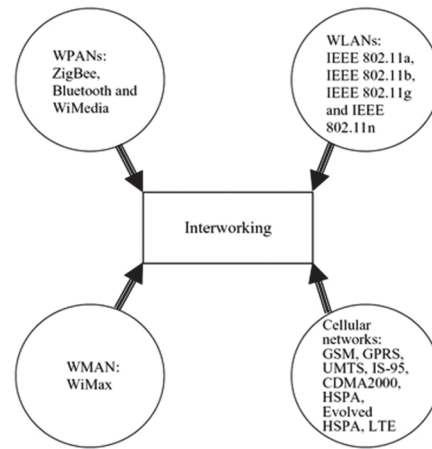 WPANs:
ZigBee,
Bluetooth and
WiMedia
WLANs:
IEEE 802.11a,
IEEE 802.11b,
IEEE 802.11g
and IEEE
802.11n
Interworking
WMAN:
WiMax
Cellular
networks:
GSM, GPRS,
UMTS, IS-95,
CDMA2000,
HSPA,
Evolved
HSPA, LTE